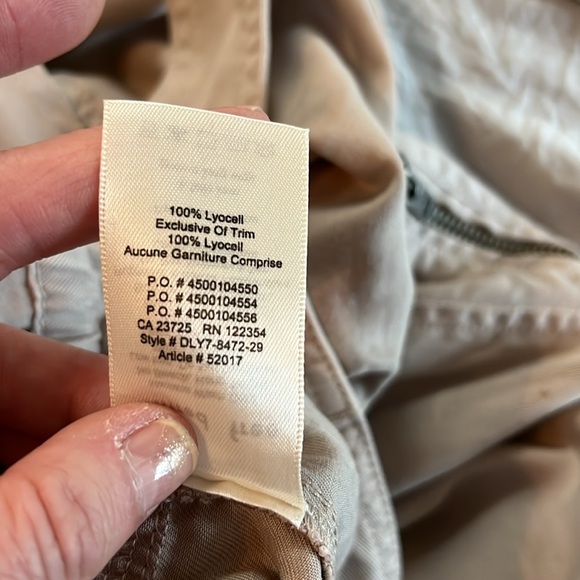 100% Lyocell
Exclusive Of Trim
100% Lyocell
Aucune Garniture Comprise
P.O. # 4500104550
P.O. # 4500104554
P.O. # 4500104556
CA 23725 RN 122354
Style # DLY7-8472-29
Article # 52017